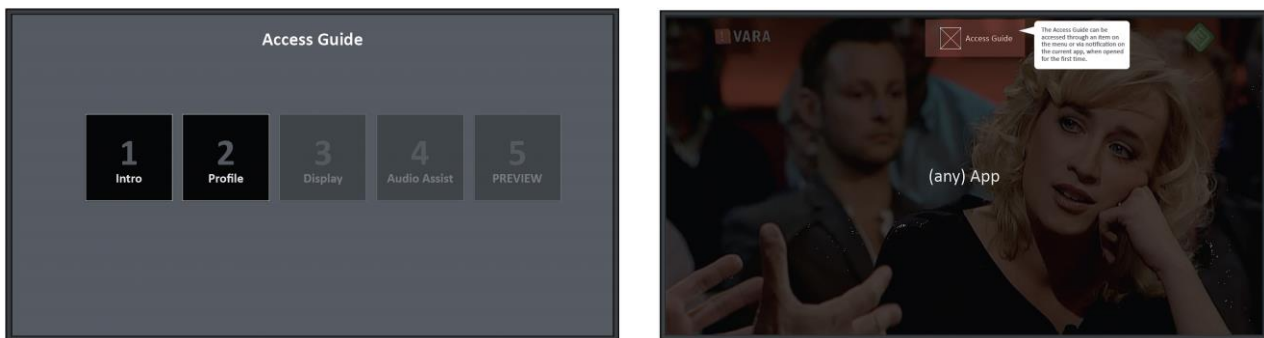 Access Guide
1
Intro
2
Profile
3
Display
4
Audio Assist
5
PREVIEW
VARA
Access Guide
The Access Guide can be
accessed through an item on
the menu or via notification on
the current app, when opened
for the first time.
(any) App